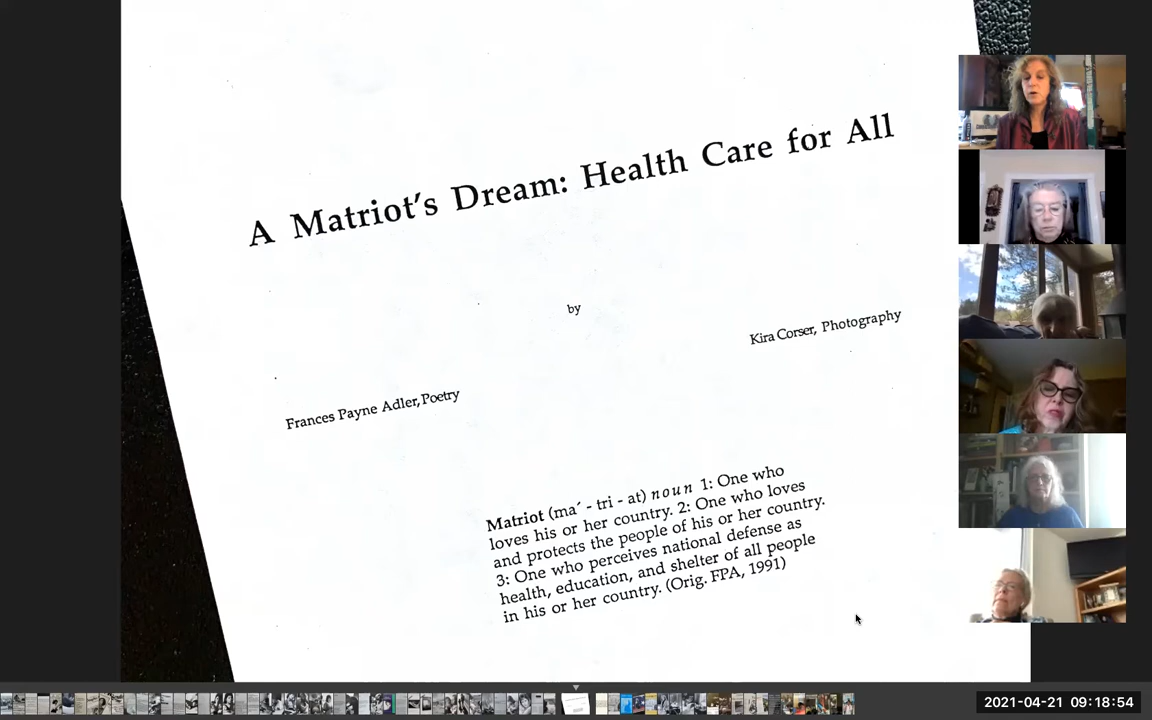 A Matriot's Dream: Health Care for All
by
Kira Corser, Photography
Frances Payne Adler, Poetry
Matriot (ma´ - tri - at) noun 1: One who
loves his or her country. 2: One who loves
and protects the people of his or her country.
3: One who perceives national defense as
health, education, and shelter of all people
in his or her country. (Orig. FPA, 1991)
2021-04-21 09:18:54